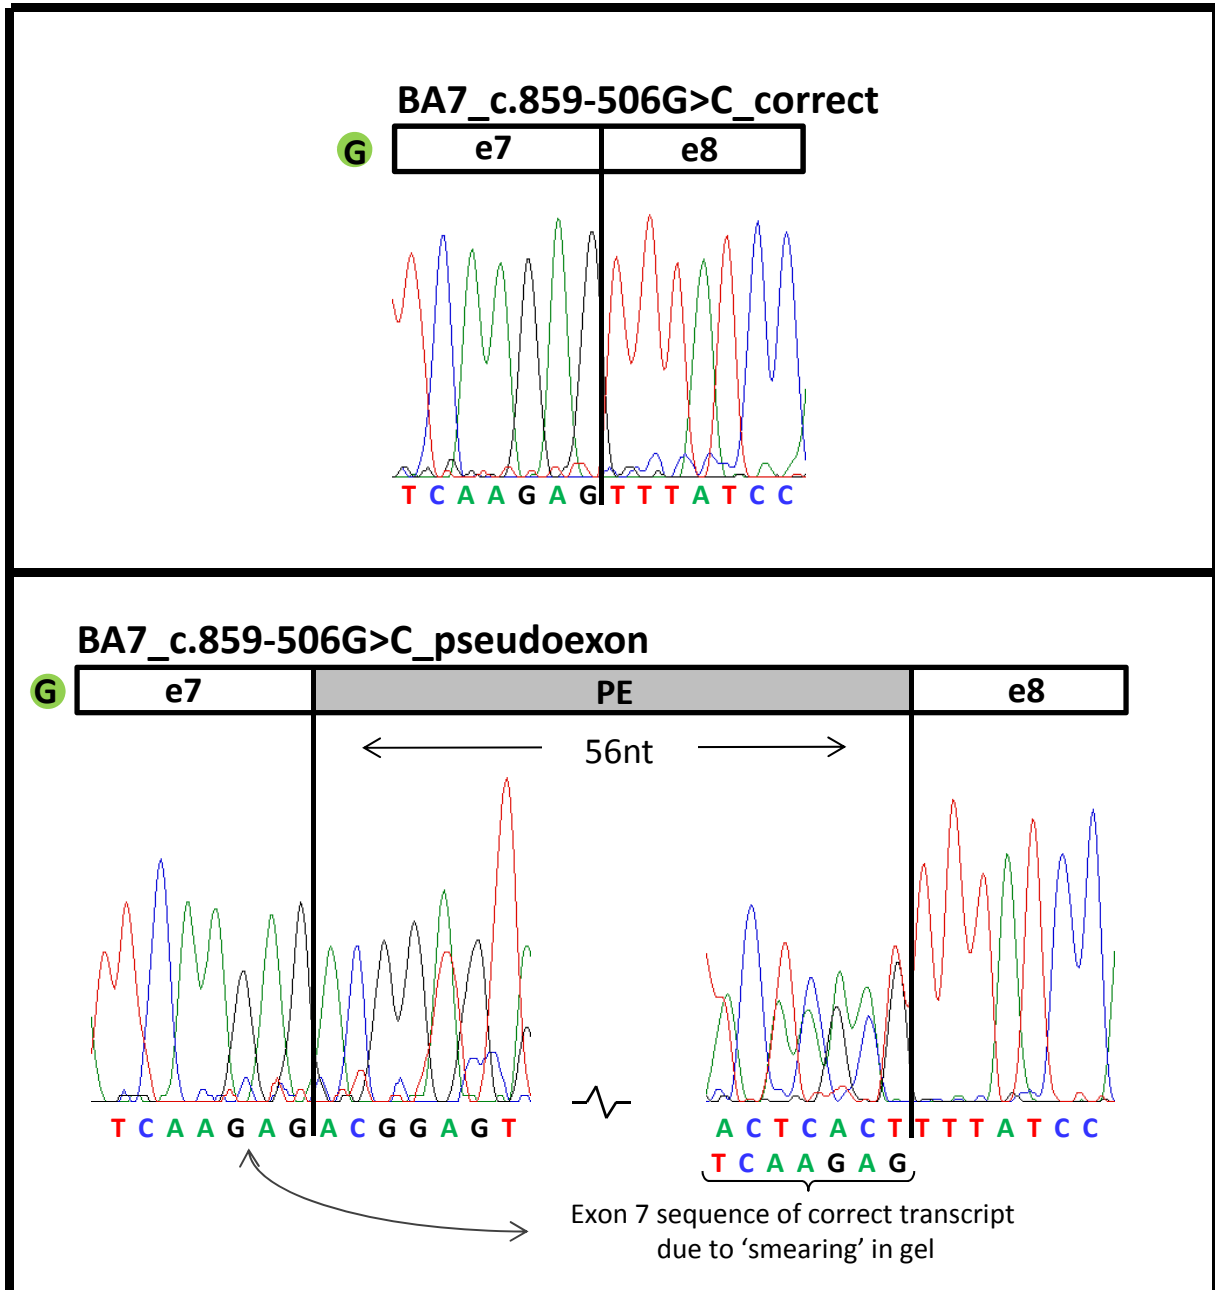 BA7_c.859-506G>C_correct
G e7 e8
T C A A G A G T T T A T C C
BA7_c.859-506G>C_pseudoexon
G e7 PE e8
56nt
T C A A G A G A C G G A G T A C T C A C T T T T A T C C
T C A A G A G
Exon 7 sequence of correct transcript
due to ‘smearing’ in gel